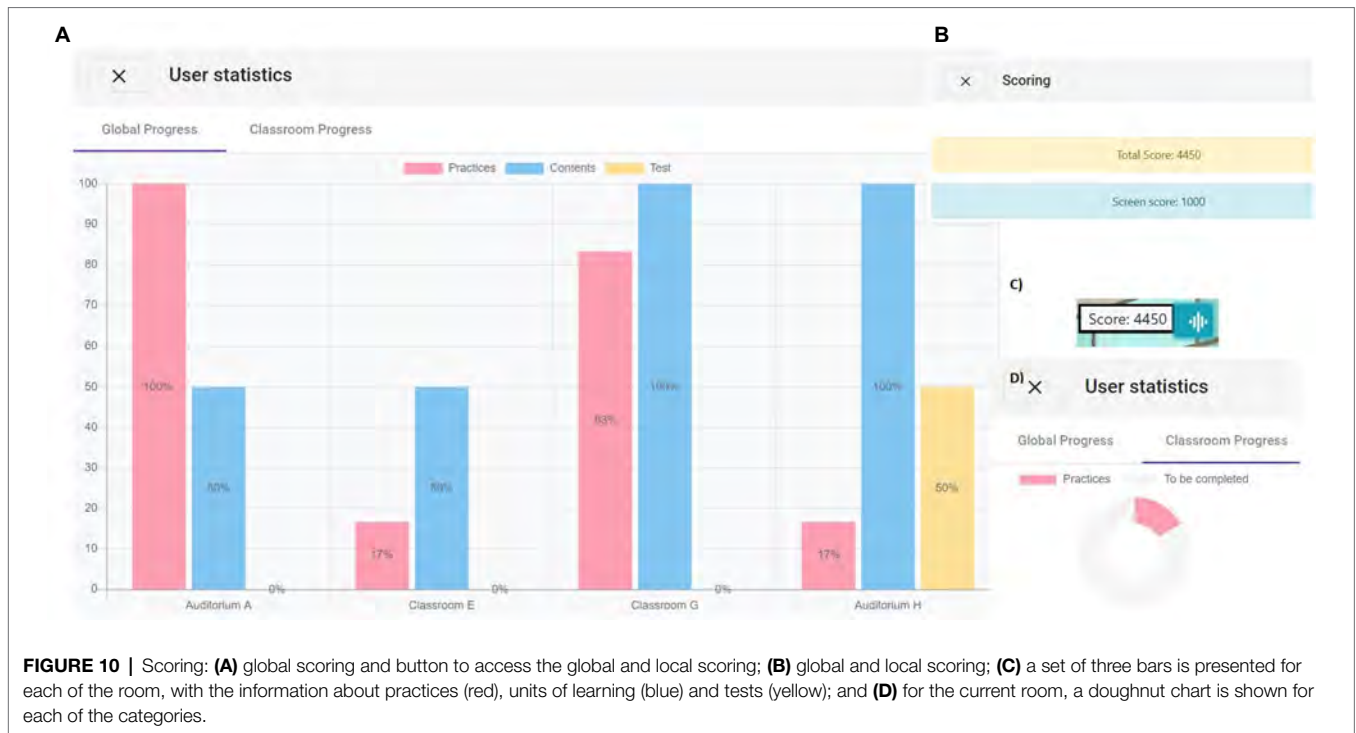 A
User statistics
Global Progress Classroom Progress
Practices Contents Test
100
90
80
70
60
50
40
30
20
10
0
100% 50% 0%
17% 50% 0%
83% 100% 0%
17% 100% 50%
Auditorium A Classroom E Classroom G Auditorium H
B
Scoring
Total Score: 4450
Screen score: 1000
C)
Score: 4450
D)
User statistics
Global Progress Classroom Progress
Practices To be completed
FIGURE 10 | Scoring: (A) global scoring and button to access the global and local scoring; (B) global and local scoring; (C) a set of three bars is presented for
each of the room, with the information about practices (red), units of learning (blue) and tests (yellow); and (D) for the current room, a doughnut chart is shown for
each of the categories.